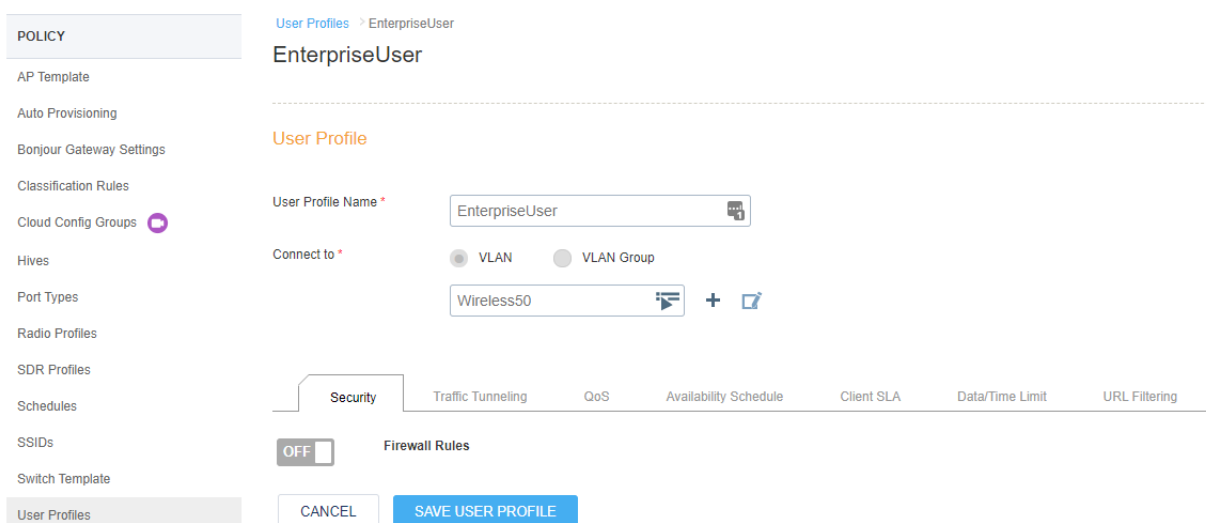 POLICY
AP Template
Auto Provisioning
Bonjour Gateway Settings
Classification Rules
Cloud Config Groups
Hives
Port Types
Radio Profiles
SDR Profiles
Schedules
SSIDs
Switch Template
User Profiles
User Profiles > EnterpriseUser
EnterpriseUser
User Profile
User Profile Name *
EnterpriseUser
1
Connect to *
VLAN VLAN Group
Wireless50
Security Traffic Tunneling QoS Availability Schedule Client SLA Data/Time Limit URL Filtering
OFF Firewall Rules
CANCEL SAVE USER PROFILE